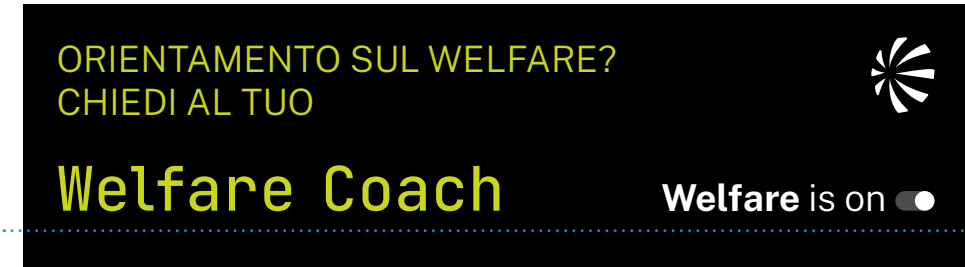 ORIENTAMENTO SUL WELFARE?
CHIEDI AL TUO
Welfare Coach
Welfare is on